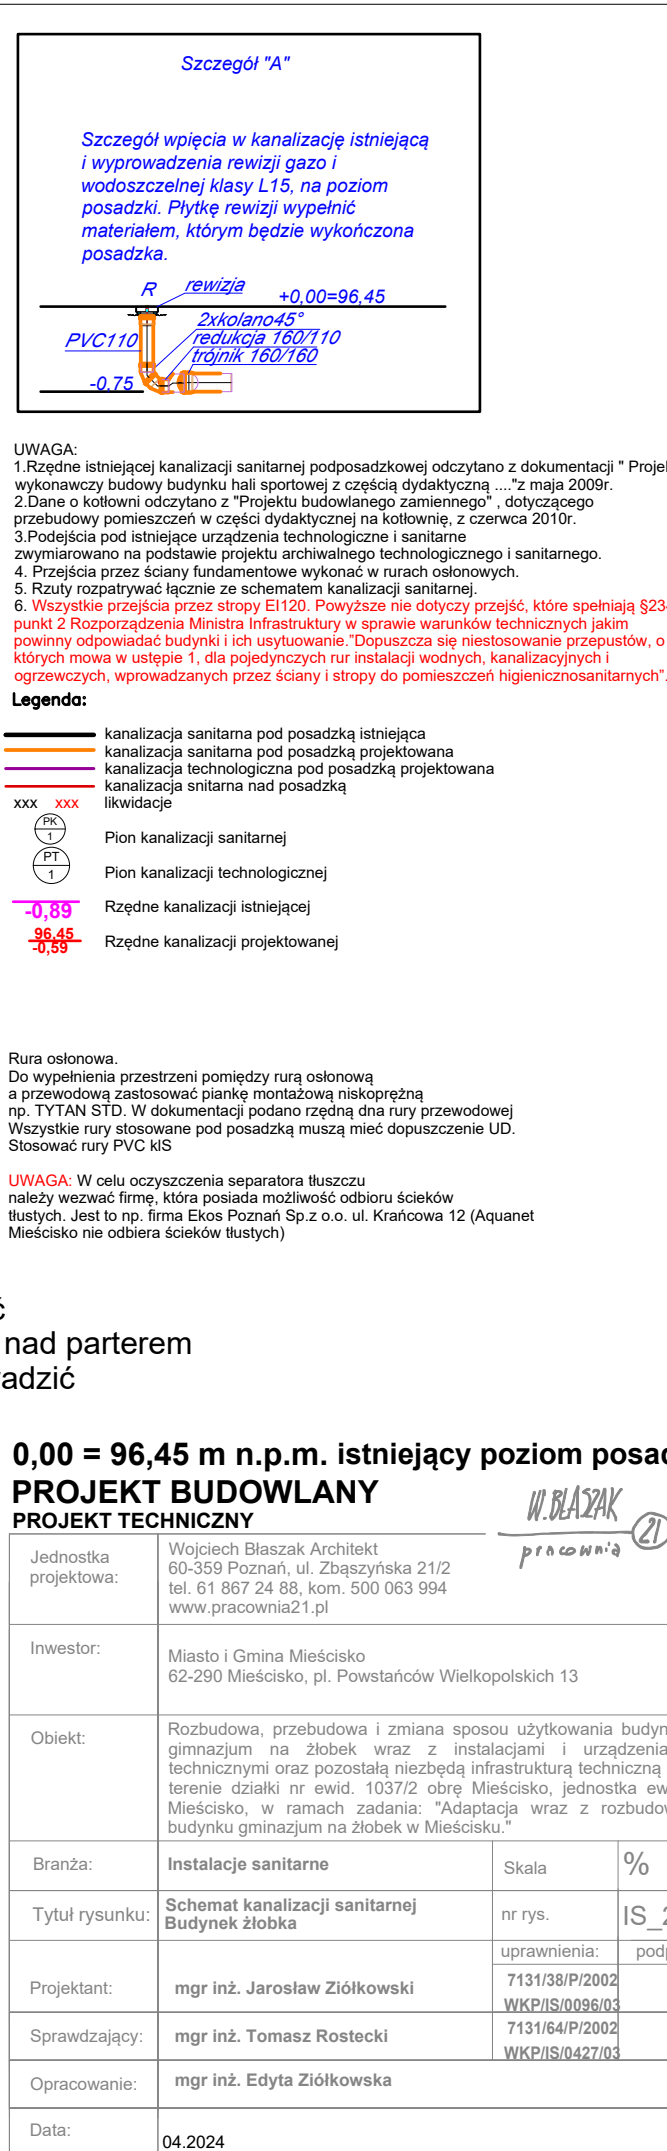 Szczegół "A"
Szczegół wpięcia w kanalizację istniejącą
i wyprowadzenia rewizji gazo i
wodoszczelnej klasy L15, na poziom
posadzki. Płytkę rewizji wypełnić
materiałem, którym będzie wykończona
posadzka.
R rewizja +0,00=96,45
2xkolano45°
PVC110 redukcja 160/110
trójnik 160/160
-0.75
UWAGA:
1.Rzędne istniejącej kanalizacji sanitarnej podposadzkowej odczytano z dokumentacji " Projek
wykonawczy budowy budynku hali sportowej z częścią dydaktyczną ...."z maja 2009r.
2.Dane o kotłowni odczytano z "Projektu budowlanego zamiennego" , dotyczącego
przebudowy pomieszczeń w części dydaktycznej na kotłownię, z czerwca 2010r.
3.Podejścia pod istniejące urządzenia technologiczne i sanitarne
zwymiarowano na podstawie projektu archiwalnego technologicznego i sanitarnego.
4. Przejścia przez ściany fundamentowe wykonać w rurach osłonowych.
5. Rzuty rozpatrywać łącznie ze schematem kanalizacji sanitarnej.
6. Wszystkie przejścia przez stropy EI120. Powyższe nie dotyczy przejść, które spełniają §234
punkt 2 Rozporządzenia Ministra Infrastruktury w sprawie warunków technicznych jakim
powinny odpowiadać budynki i ich usytuowanie."Dopuszcza się niestosowanie przepustów, o
których mowa w ustępie 1, dla pojedynczych rur instalacji wodnych, kanalizacyjnych i
ogrzewczych, wprowadzanych przez ściany i stropy do pomieszczeń higienicznosanitarnych".
Legenda:
kanalizacja sanitarna pod posadzką istniejąca
kanalizacja sanitarna pod posadzką projektowana
kanalizacja technologiczna pod posadzką projektowana
kanalizacja snitarna nad posadzką
xxx xxx likwidacje
PK
1 Pion kanalizacji sanitarnej
PT
1 Pion kanalizacji technologicznej
-0,89 Rzędne kanalizacji istniejącej
96,45
-0,59 Rzędne kanalizacji projektowanej
Rura osłonowa.
Do wypełnienia przestrzeni pomiędzy rurą osłonową
a przewodową zastosować piankę montażową niskoprężną
np. TYTAN STD. W dokumentacji podano rzędną dna rury przewodowej
Wszystkie rury stosowane pod posadzką muszą mieć dopuszczenie UD.
Stosować rury PVC klS
UWAGA: W celu oczyszczenia separatora tłuszczu
należy wezwać firmę, która posiada możliwość odbioru ścieków
tłustych. Jest to np. firma Ekos Poznań Sp.z o.o. ul. Krańcowa 12 (Aquanet
Mieścisko nie odbiera ścieków tłustych)
ć
nad parterem
adzić
0,00 = 96,45 m n.p.m. istniejący poziom posad
PROJEKT BUDOWLANY
PROJEKT TECHNICZNY
W.BŁASZAK
pracownia 21
Jednostka
projektowa:
Wojciech Błaszak Architekt
60-359 Poznań, ul. Zbąszyńska 21/2
tel. 61 867 24 88, kom. 500 063 994
www.pracownia21.pl
Inwestor:
Miasto i Gmina Mieścisko
62-290 Mieścisko, pl. Powstańców Wielkopolskich 13
Obiekt:
Rozbudowa, przebudowa i zmiana sposou użytkowania budyn
gimnazjum na żłobek wraz z instalacjami i urządzenia
technicznymi oraz pozostałą niezbędą infrastrukturą techniczną
terenie działki nr ewid. 1037/2 obrę Mieścisko, jednostka ew
Mieścisko, w ramach zadania: "Adaptacja wraz z rozbudow
budynku gminazjum na żłobek w Mieścisku."
Branża: Instalacje sanitarne Skala %
Tytuł rysunku: Schemat kanalizacji sanitarnej
Budynek żłobka nr rys. IS_2
uprawnienia: podp
Projektant: mgr inż. Jarosław Ziółkowski 7131/38/P/2002
WKP/IS/0096/03
Sprawdzający: mgr inż. Tomasz Rostecki 7131/64/P/2002
WKP/IS/0427/03
Opracowanie: mgr inż. Edyta Ziółkowska
Data: 04.2024